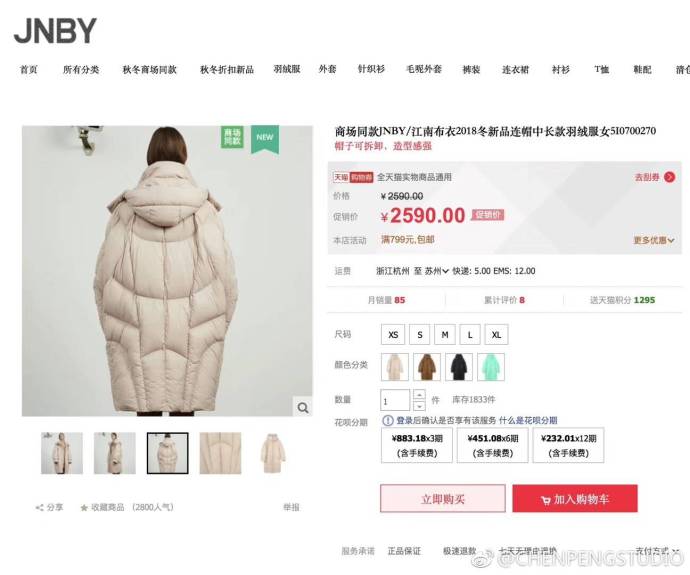 JNBY
首页 所有分类 秋冬商场同款 秋冬折扣新品 羽绒服 外套 针织衫 毛呢外套 裤装 连衣裙 衬衫 T恤 鞋配 清仓
商场
同款
NEW
商场同款JNBY/江南布衣2018冬新品连帽中长款羽绒服女5I0700270
帽子可拆卸、造型感强
天猫 购物券 全天猫实物商品通用 去刮券
价格 ¥2590.00
促销价 ¥2590.00 促销价
本店活动 满799元,包邮 更多优惠
运费 浙江杭州 至 苏州 快递: 5.00 EMS: 12.00
月销量 85 累计评价 8 送天猫积分 1295
尺码 XS S M L XL
颜色分类
数量 1 件 库存1833件
花呗分期 登录后确认是否享有该服务 什么是花呗分期
¥883.18x3期 ¥451.08x6期 ¥232.01x12期
(含手续费) (含手续费) (含手续费)
立即购买 加入购物车
分享 收藏商品 (2800人气) 举报
服务承诺 正品保证 极速退款 七天无理由退换 支付方式
@CHENPENGSTUDIO